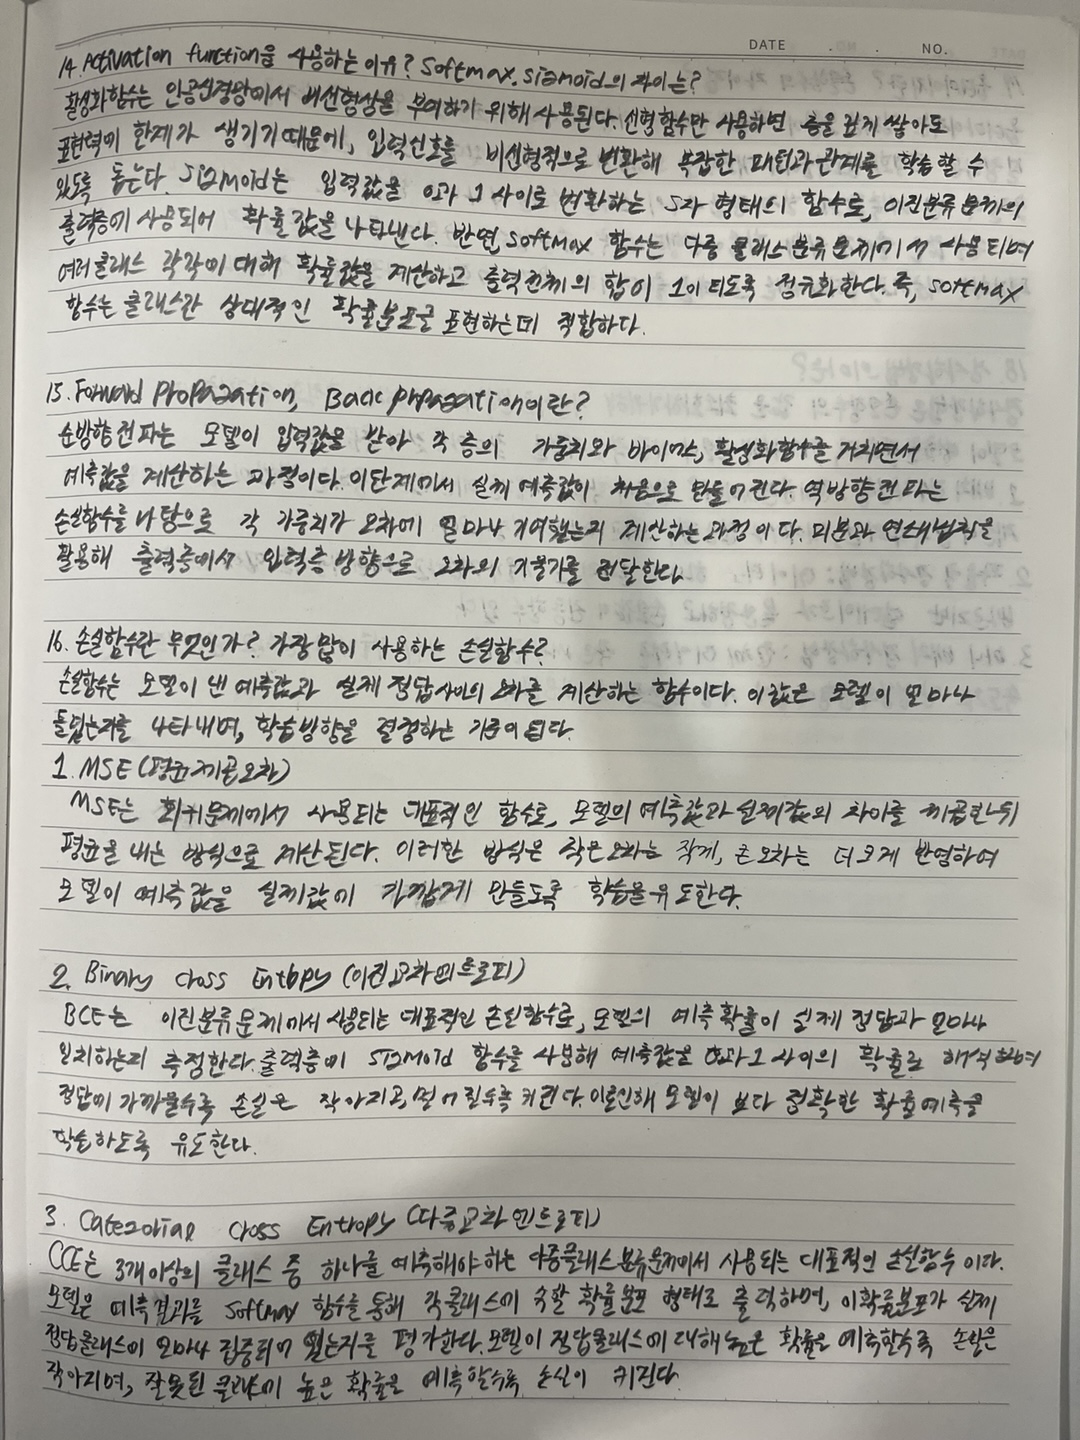 DATE . . NO.
14. Activation function을 사용하는 이유? Softmax, Sigmoid의 차이는?
활성화함수는 인공신경망에서 비선형성을 부여하기 위해 사용된다. 선형함수만 사용하면 층을 깊게 쌓아도
표현력에 한계가 생기기 때문에, 입력신호를 비선형적으로 변환해 복잡한 패턴과 관계를 학습할 수
있도록 돕는다. Sigmoid는 입력값을 0과 1 사이로 변환하는 S자 형태의 함수로, 이진분류 문제의
출력층에 사용되어 확률값을 나타낸다. 반면, Softmax 함수는 다중 클래스 분류 문제에서 사용되며
여러 클래스 각각에 대해 확률값을 계산하고 출력 전체의 합이 1이 되도록 정규화한다. 즉, softmax
함수는 클래스간 상대적인 확률분포를 표현하는데 적합하다.
15. Forward propagation, Back propagation이란?
순방향 전파는 모델이 입력값을 받아 각 층의 가중치와 바이어스, 활성화함수를 거치면서
예측값을 계산하는 과정이다. 이 단계에서 실제 예측값이 처음으로 만들어진다. 역방향 전파는
손실함수를 바탕으로 각 가중치가 오차에 얼마나 기여했는지 계산하는 과정이다. 미분과 연쇄법칙을
활용해 출력층에서 입력층 방향으로 오차의 기울기를 전달한다
16. 손실함수란 무엇인가? 가장 많이 사용하는 손실함수?
손실함수는 모델이 낸 예측값과 실제 정답 사이의 오차를 계산하는 함수이다. 이 값은 모델이 얼마나
틀렸는지를 나타내며, 학습방향을 결정하는 기준이 된다.
1. MSE (평균제곱오차)
MSE는 회귀문제에서 사용되는 대표적인 함수로, 모델의 예측값과 실제값의 차이를 제곱한 뒤
평균을 내는 방식으로 계산된다. 이러한 방식은 작은 오차는 작게, 큰 오차는 더 크게 반영하여
모델이 예측값을 실제값에 가깝게 만들도록 학습을 유도한다.
2. Binary Cross Entropy (이진교차엔트로피)
BCE는 이진분류문제에서 사용되는 대표적인 손실함수로, 모델의 예측 확률이 실제 정답과 얼마나
일치하는지 측정한다. 출력층에 sigmoid 함수를 사용해 예측값을 0과 1 사이의 확률로 해석하며
정답에 가까울수록 손실은 작아지고, 멀어질수록 커진다. 이로인해 모델이 보다 정확한 확률예측을
학습하도록 유도한다.
3. Categorical Cross Entropy (다중교차엔트로피)
CCE는 3개 이상의 클래스 중 하나를 예측해야 하는 다중클래스 분류문제에서 사용되는 대표적인 손실함수이다.
모델은 예측 결과를 softmax 함수를 통해 각 클래스에 속할 확률분포 형태로 출력하며, 이 확률분포가 실제
정답클래스에 얼마나 집중되어 있는지를 평가한다. 모델이 정답클래스에 대해 높은 확률을 예측할수록 손실은
작아지며, 잘못된 클래스에 높은 확률을 예측할수록 손실이 커진다.